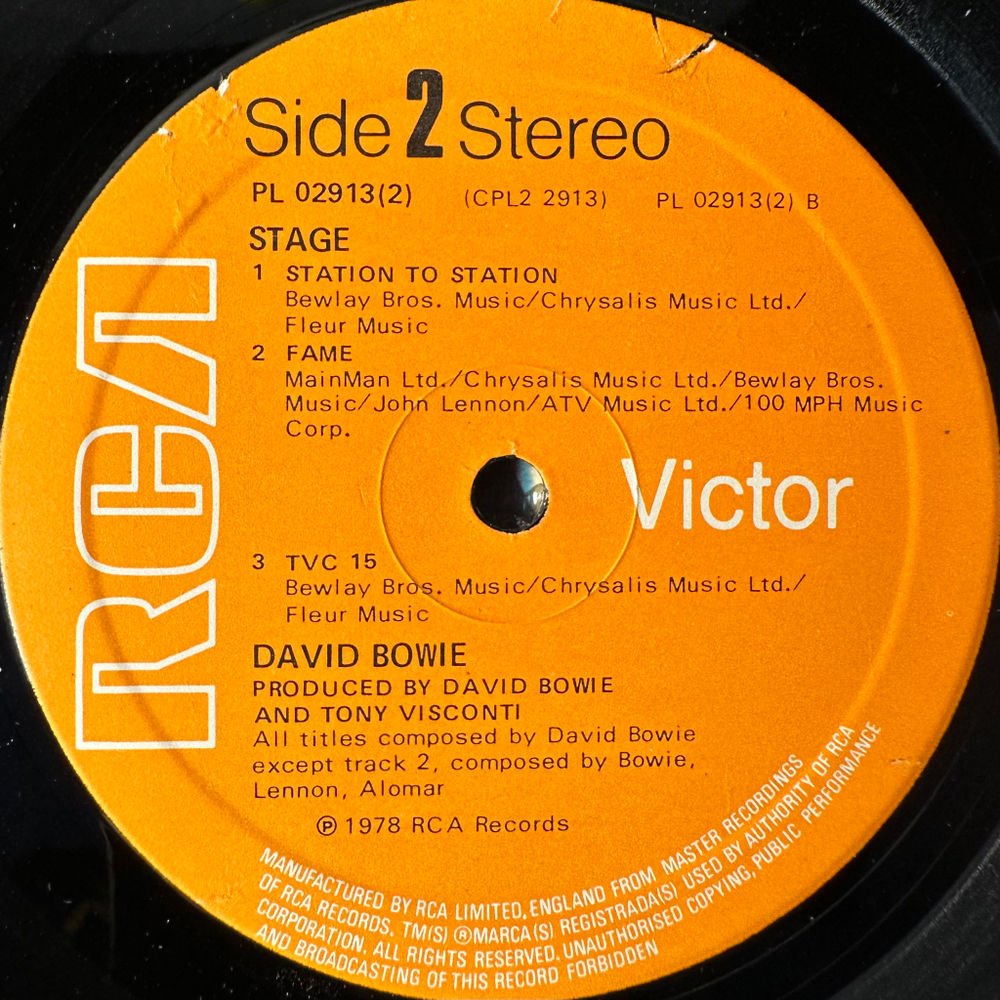 Side 2 Stereo
PL 02913(2) (CPL2 2913) PL 02913(2) B
STAGE
1 STATION TO STATION
Bewlay Bros. Music/Chrysalis Music Ltd./
Fleur Music
2 FAME
MainMan Ltd./Chrysalis Music Ltd./Bewlay Bros.
Music/John Lennon/ATV Music Ltd./100 MPH Music
Corp.
RCA
Victor
3 TVC 15
Bewlay Bros. Music/Chrysalis Music Ltd./
Fleur Music
DAVID BOWIE
PRODUCED BY DAVID BOWIE
AND TONY VISCONTI
All titles composed by David Bowie
except track 2, composed by Bowie,
Lennon, Alomar
℗ 1978 RCA Records
MANUFACTURED BY RCA LIMITED, ENGLAND FROM MASTER RECORDINGS
OF RCA RECORDS. TM(S) ® MARCA(S) REGISTRADA(S) USED BY AUTHORITY OF RCA
CORPORATION. ALL RIGHTS RESERVED. UNAUTHORISED COPYING, PUBLIC PERFORMANCE
AND BROADCASTING OF THIS RECORD FORBIDDEN